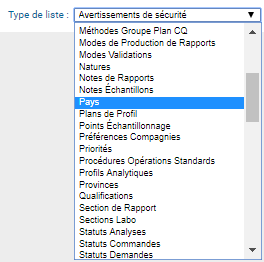 Type de liste : Avertissements de sécurité
Méthodes Groupe Plan CQ
Modes de Production de Rapports
Modes Validations
Natures
Notes de Rapports
Notes Échantillons
Pays
Plans de Profil
Points Échantillonnage
Préférences Compagnies
Priorités
Procédures Opérations Standards
Profils Analytiques
Provinces
Qualifications
Section de Rapport
Sections Labo
Statuts Analyses
Statuts Commandes
Statuts Demandes